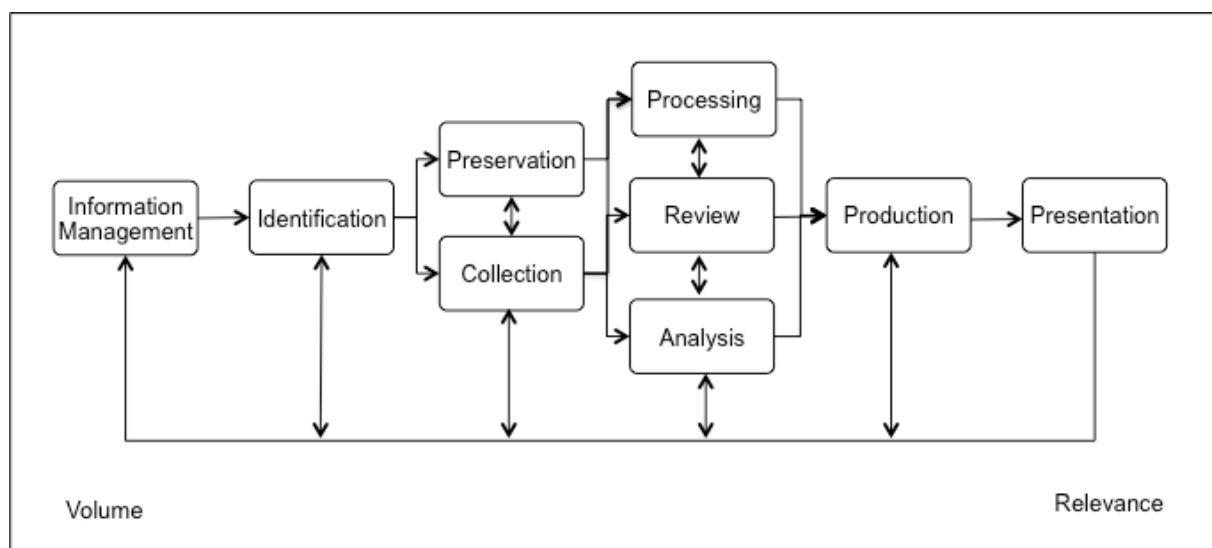 Information
Management
Identification
Preservation
Collection
Processing
Review
Analysis
Production
Presentation
Volume
Relevance